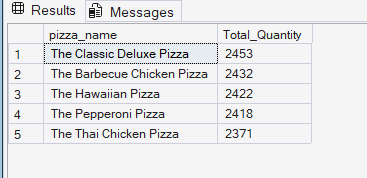 Results Messages
pizza_name Total_Quantity
1 The Classic Deluxe Pizza 2453
2 The Barbecue Chicken Pizza 2432
3 The Hawaiian Pizza 2422
4 The Pepperoni Pizza 2418
5 The Thai Chicken Pizza 2371